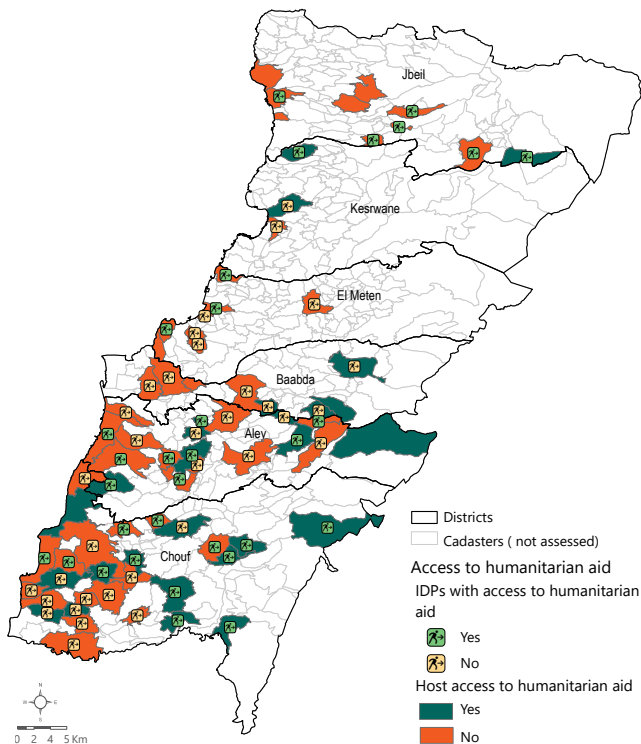 Jbeil
Kesrwane
El Meten
Baabda
Aley
Chouf
Districts
Cadasters ( not assessed)
Access to humanitarian aid
IDPs with access to humanitarian
aid
Yes
No
Host access to humanitarian aid
Yes
No
N
W E
S
0 2 4 5 Km